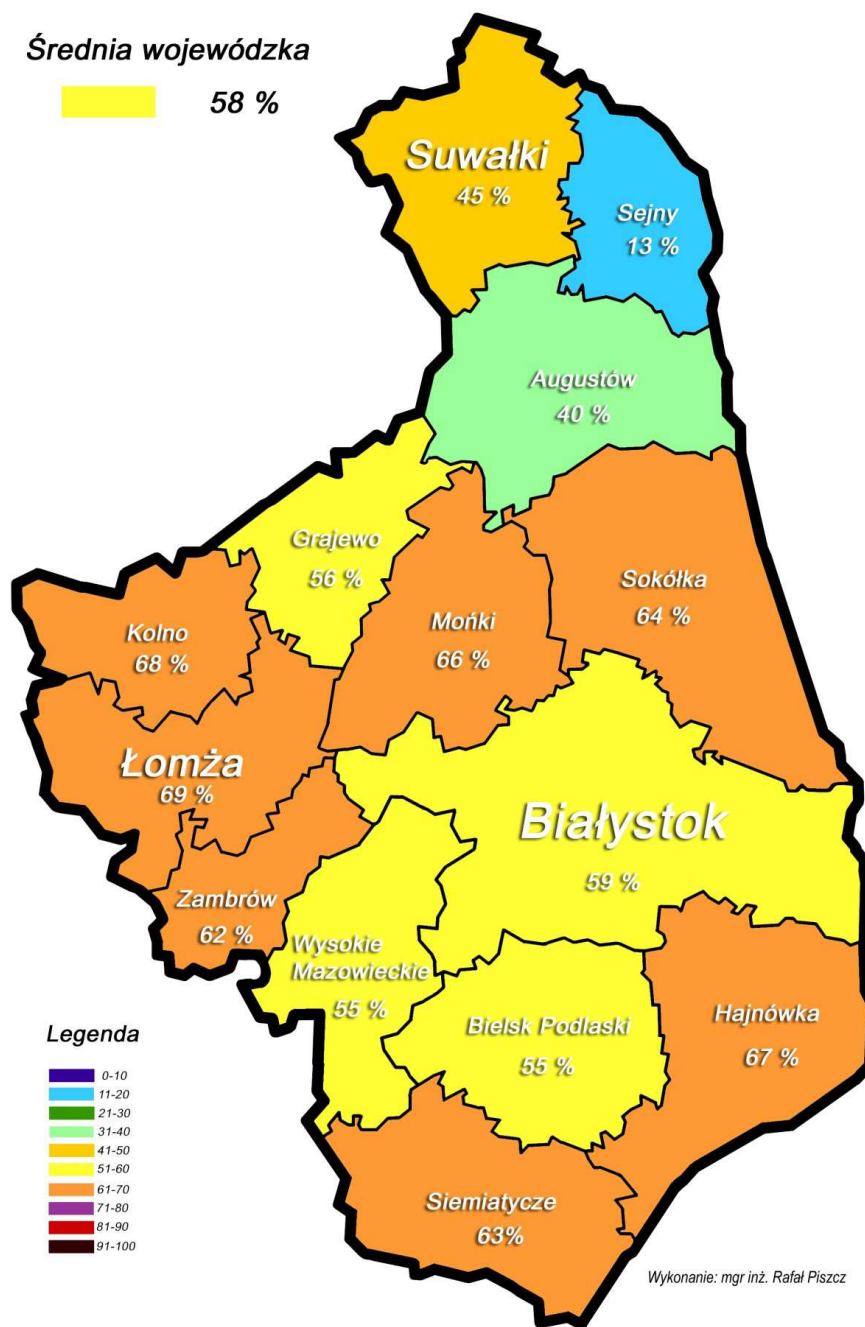 Średnia wojewódzka
58 %
Suwałki
45 %
Sejny
13 %
Augustów
40 %
Grajewo
56 %
Kolno
68 %
Mońki
66 %
Sokółka
64 %
Łomża
69 %
Białystok
59 %
Zambrów
62 %
Wysokie
Mazowieckie
55 %
Bielsk Podlaski
55 %
Hajnówka
67 %
Siemiatycze
63%
Legenda
0-10
11-20
21-30
31-40
41-50
51-60
61-70
71-80
81-90
91-100
Wykonanie: mgr inż. Rafał Piszcz